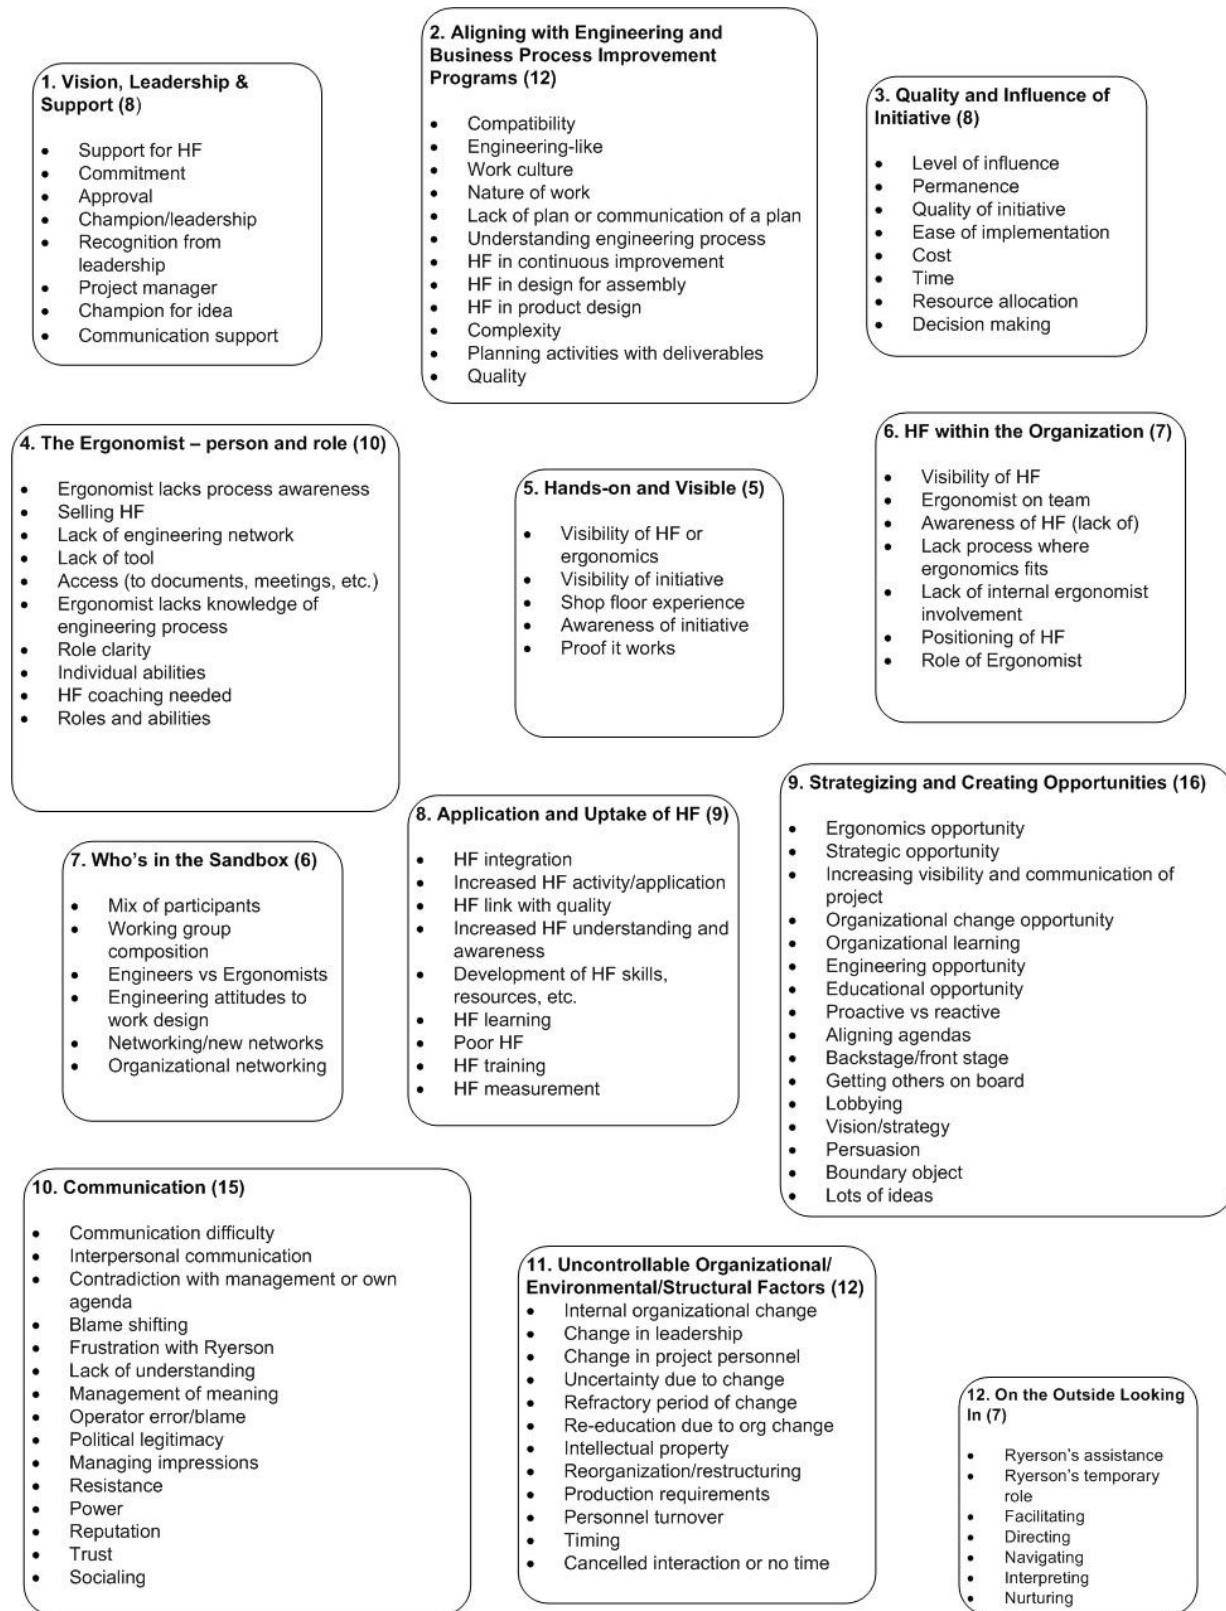 1. Vision, Leadership &
Support (8)
• Support for HF
• Commitment
• Approval
• Champion/leadership
• Recognition from
leadership
• Project manager
• Champion for idea
• Communication support
2. Aligning with Engineering and
Business Process Improvement
Programs (12)
• Compatibility
• Engineering-like
• Work culture
• Nature of work
• Lack of plan or communication of a plan
• Understanding engineering process
• HF in continuous improvement
• HF in design for assembly
• HF in product design
• Complexity
• Planning activities with deliverables
• Quality
3. Quality and Influence of
Initiative (8)
• Level of influence
• Permanence
• Quality of initiative
• Ease of implementation
• Cost
• Time
• Resource allocation
• Decision making
4. The Ergonomist – person and role (10)
• Ergonomist lacks process awareness
• Selling HF
• Lack of engineering network
• Lack of tool
• Access (to documents, meetings, etc.)
• Ergonomist lacks knowledge of
engineering process
• Role clarity
• Individual abilities
• HF coaching needed
• Roles and abilities
5. Hands-on and Visible (5)
• Visibility of HF or
ergonomics
• Visibility of initiative
• Shop floor experience
• Awareness of initiative
• Proof it works
6. HF within the Organization (7)
• Visibility of HF
• Ergonomist on team
• Awareness of HF (lack of)
• Lack process where
ergonomics fits
• Lack of internal ergonomist
involvement
• Positioning of HF
• Role of Ergonomist
7. Who's in the Sandbox (6)
• Mix of participants
• Working group
composition
• Engineers vs Ergonomists
• Engineering attitudes to
work design
• Networking/new networks
• Organizational networking
8. Application and Uptake of HF (9)
• HF integration
• Increased HF activity/application
• HF link with quality
• Increased HF understanding and
awareness
• Development of HF skills,
resources, etc.
• HF learning
• Poor HF
• HF training
• HF measurement
9. Strategizing and Creating Opportunities (16)
• Ergonomics opportunity
• Strategic opportunity
• Increasing visibility and communication of
project
• Organizational change opportunity
• Organizational learning
• Engineering opportunity
• Educational opportunity
• Proactive vs reactive
• Aligning agendas
• Backstage/front stage
• Getting others on board
• Lobbying
• Vision/strategy
• Persuasion
• Boundary object
• Lots of ideas
10. Communication (15)
• Communication difficulty
• Interpersonal communication
• Contradiction with management or own
agenda
• Blame shifting
• Frustration with Ryerson
• Lack of understanding
• Management of meaning
• Operator error/blame
• Political legitimacy
• Managing impressions
• Resistance
• Power
• Reputation
• Trust
• Socialing
11. Uncontrollable Organizational/
Environmental/Structural Factors (12)
• Internal organizational change
• Change in leadership
• Change in project personnel
• Uncertainty due to change
• Refractory period of change
• Re-education due to org change
• Intellectual property
• Reorganization/restructuring
• Production requirements
• Personnel turnover
• Timing
• Cancelled interaction or no time
12. On the Outside Looking
In (7)
• Ryerson's assistance
• Ryerson's temporary
role
• Facilitating
• Directing
• Navigating
• Interpreting
• Nurturing